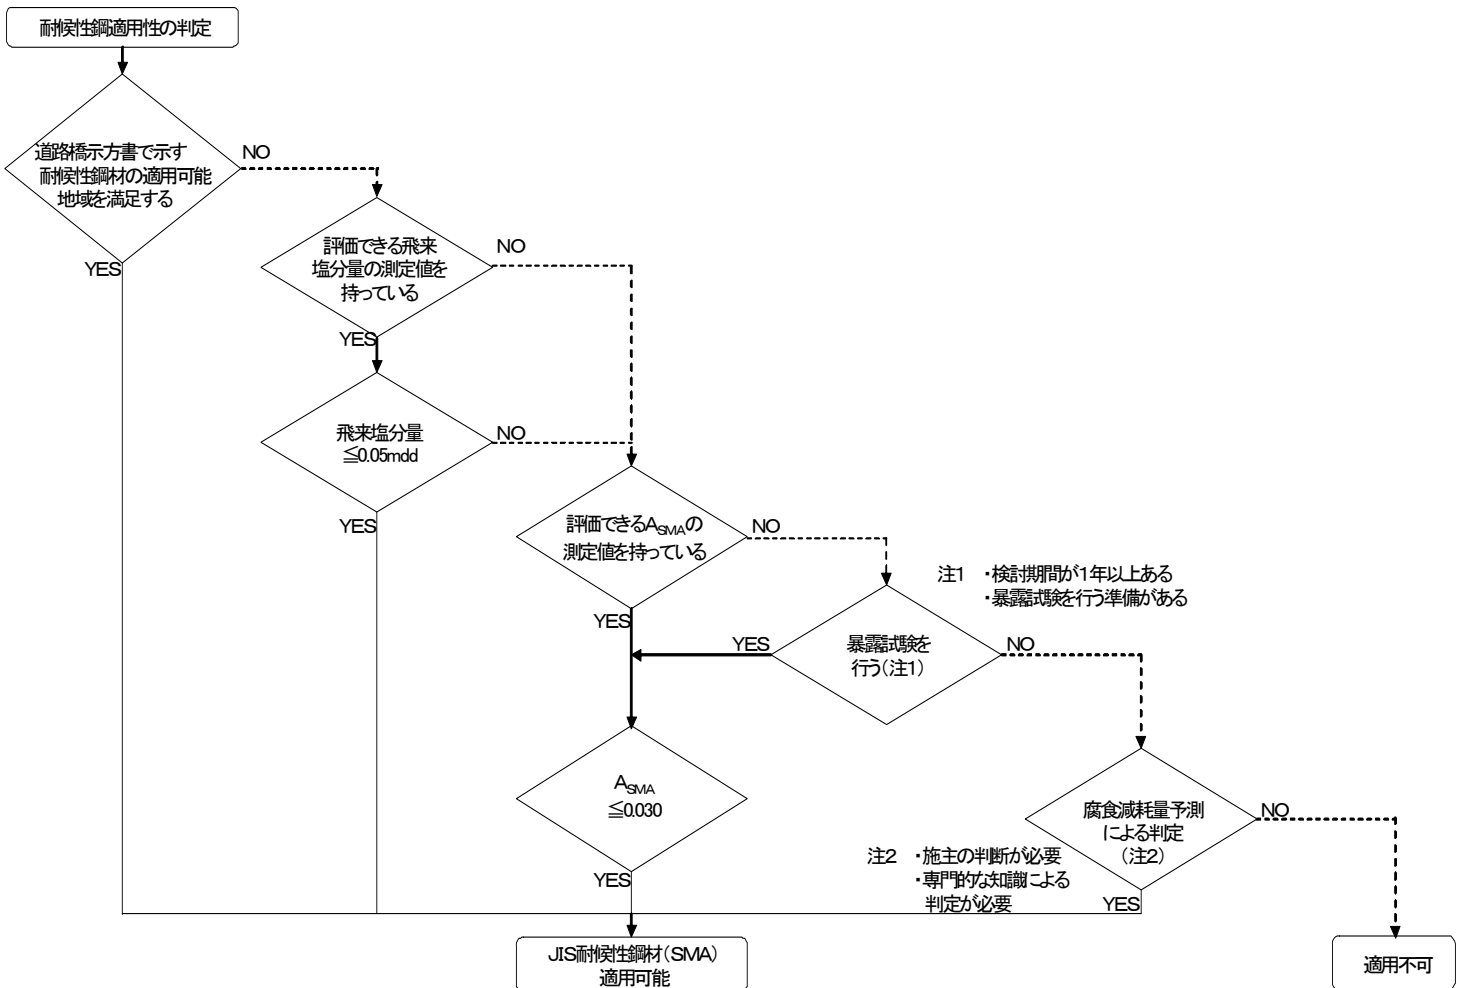 耐候性鋼適用性の判定
道路橋示方書で示す
耐候性鋼材の適用可能
地域を満足する
NO
YES
評価できる飛来
塩分量の測定値を
持っている
NO
YES
飛来塩分量
≦0.05mdd
NO
YES
評価できるA_SMAの
測定値を持っている
NO
YES
注1 ・検討期間が1年以上ある
・暴露試験を行う準備がある
暴露試験を
行う(注1)
YES
NO
A_SMA
≦0.030
YES
腐食減耗量予測
による判定
(注2)
NO
YES
注2 ・施主の判断が必要
・専門的な知識による
判定が必要
JIS耐候性鋼材(SMA)
適用可能
適用不可